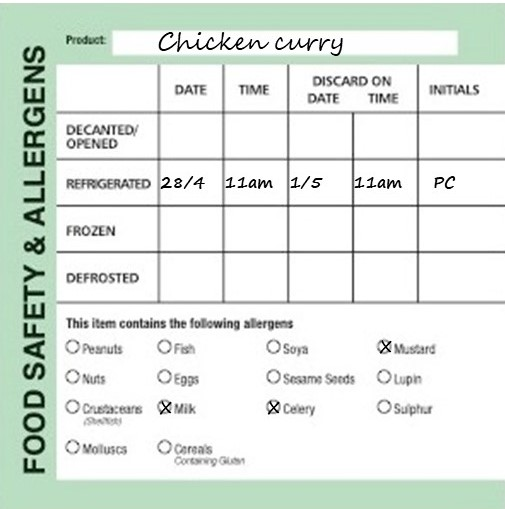 FOOD SAFETY & ALLERGENS
Product: Chicken curry
DATE TIME DISCARD ON DATE TIME INITIALS
DECANTED/ OPENED
REFRIGERATED 28/4 11am 1/5 11am PC
FROZEN
DEFROSTED
This item contains the following allergens
Peanuts Fish Soya Mustard
Nuts Eggs Sesame Seeds Lupin
Crustaceans (Shellfish) Milk Celery Sulphur
Molluscs Cereals Containing Gluten